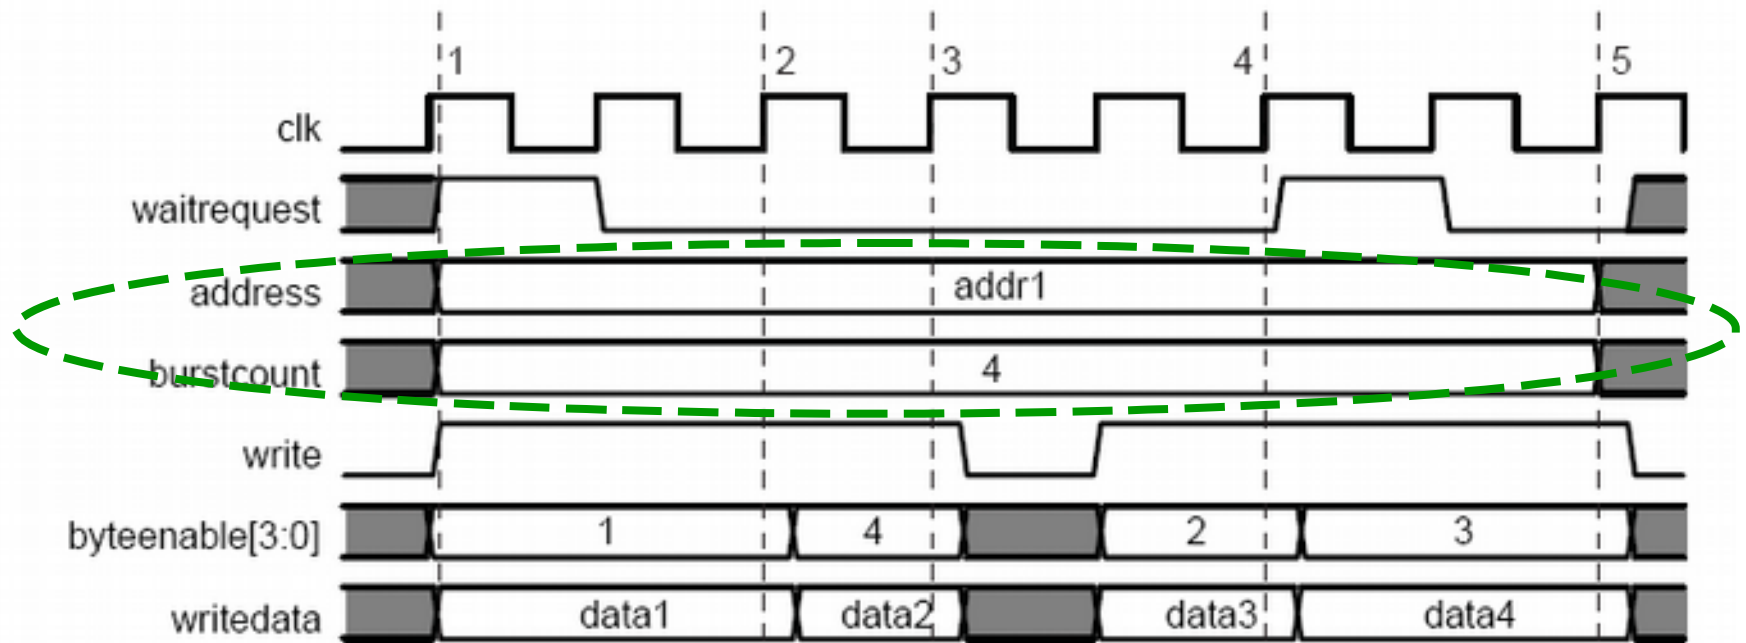 1 2 3 4 5
clk
waitrequest
address addr1
burstcount 4
write
byteenable[3:0] 1 4 2 3
writedata data1 data2 data3 data4